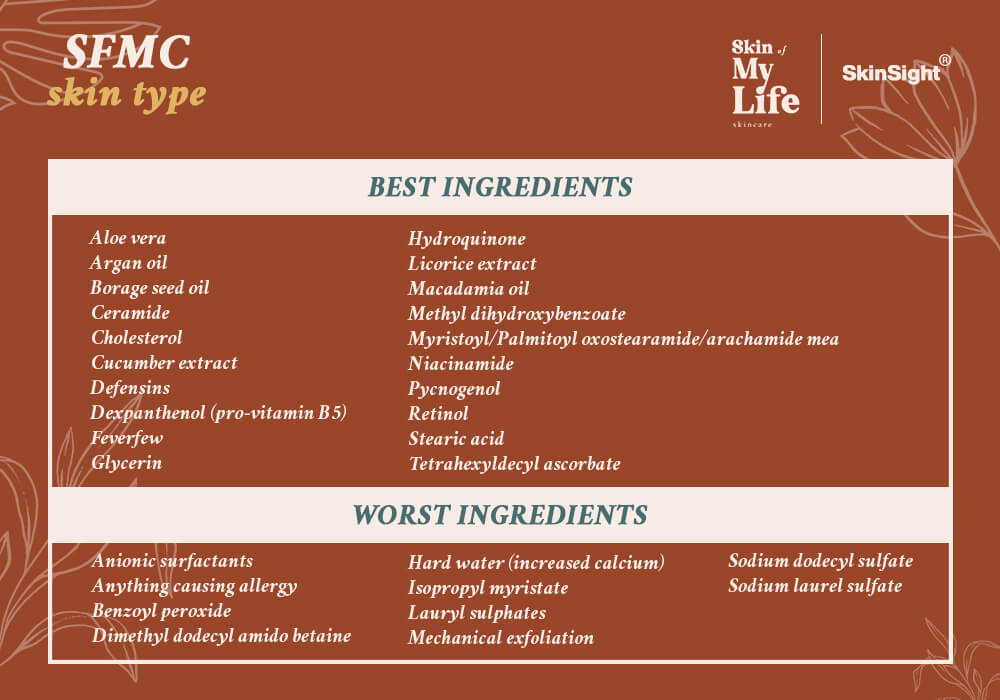 SFMC
skin type
Skin of
My
Life
skincare
SkinSight®
BEST INGREDIENTS
Aloe vera
Argan oil
Borage seed oil
Ceramide
Cholesterol
Cucumber extract
Defensins
Dexpanthenol (pro-vitamin B5)
Feverfew
Glycerin
Hydroquinone
Licorice extract
Macadamia oil
Methyl dihydroxybenzoate
Myristoyl/Palmitoyl oxostearamide/arachamide mea
Niacinamide
Pycnogenol
Retinol
Stearic acid
Tetrahexyldecyl ascorbate
WORST INGREDIENTS
Anionic surfactants
Anything causing allergy
Benzoyl peroxide
Dimethyl dodecyl amido betaine
Hard water (increased calcium)
Isopropyl myristate
Lauryl sulphates
Mechanical exfoliation
Sodium dodecyl sulfate
Sodium laurel sulfate